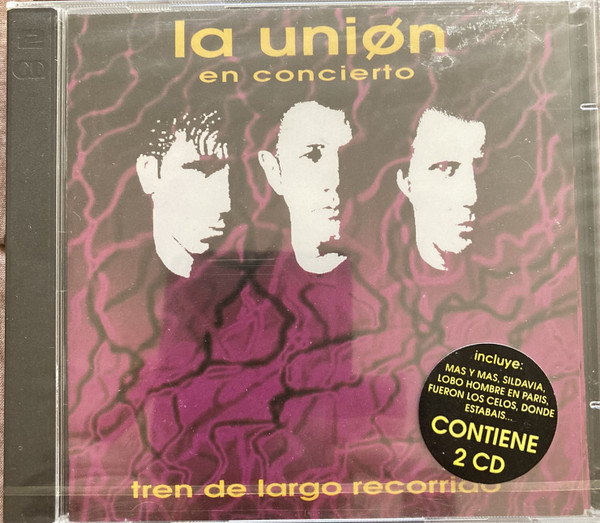 la uniøn
en concierto
incluye:
MAS Y MAS, SILDAVIA,
LOBO HOMBRE EN PARIS,
FUERON LOS CELOS, DONDE
ESTABAIS...
CONTIENE
2 CD
tren de largo recorrido